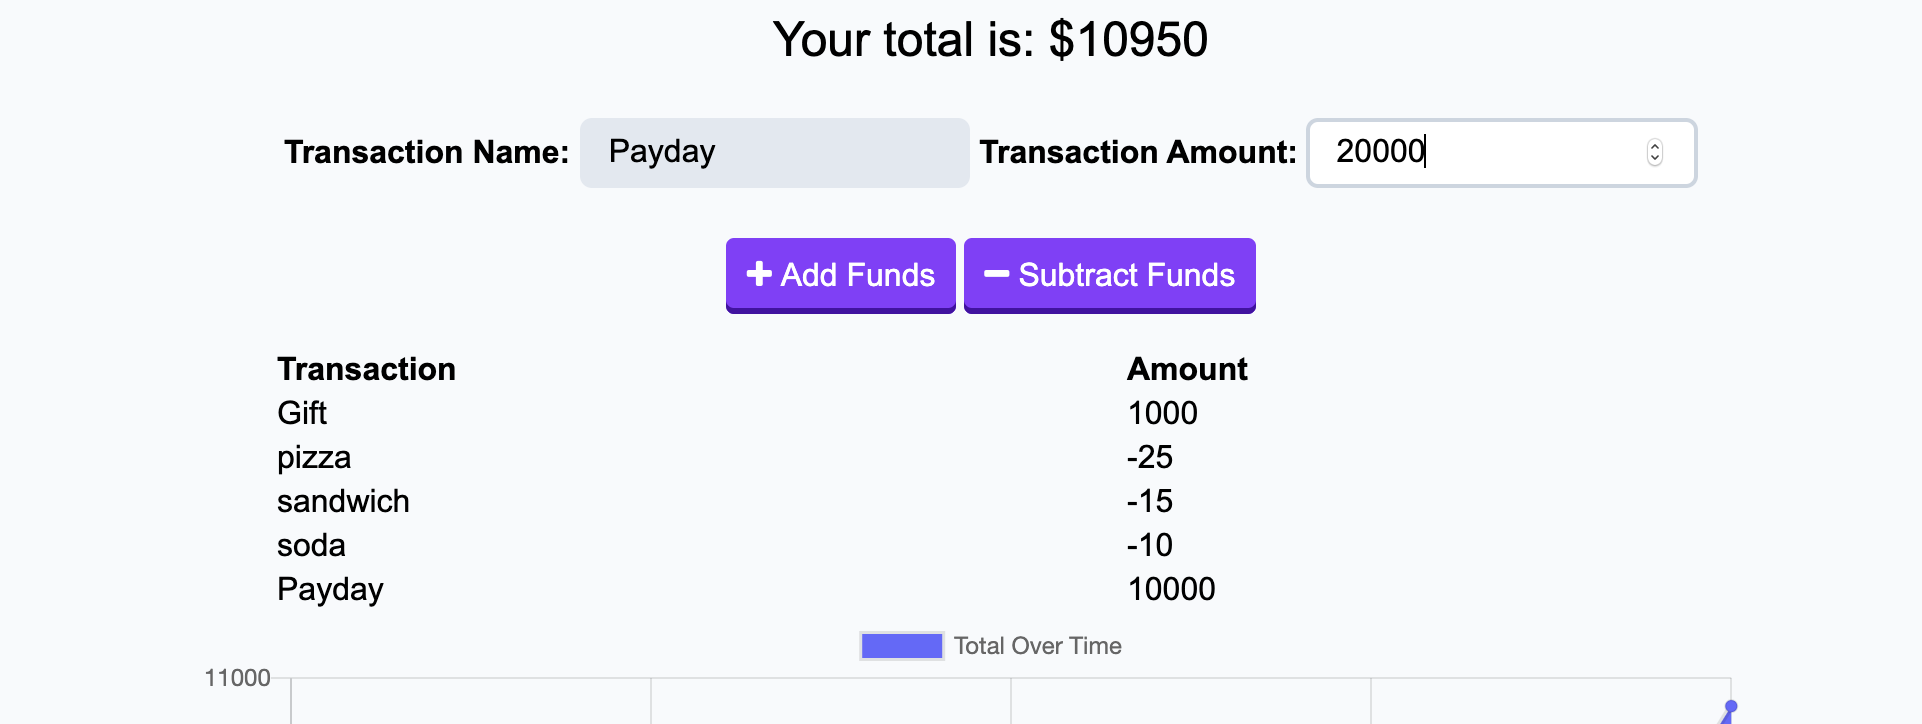 Your total is: $10950
Transaction Name: Payday Transaction Amount: 20000
Add Funds Subtract Funds
Transaction Amount
Gift 1000
pizza -25
sandwich -15
soda -10
Payday 10000
Total Over Time
11000